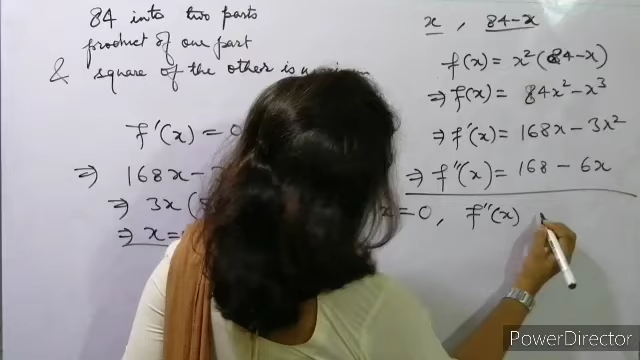 84 into two parts
product of one part
& square of the other is
f'(x) = 0
⇒ 168x - 3
⇒ 3x (
⇒ x =
x , 84-x
f(x) = x²(84-x)
⇒ f(x) = 84x² - x³
⇒ f'(x) = 168x - 3x²
⇒ f''(x) = 168 - 6x
x = 0, f''(x)
PowerDirector